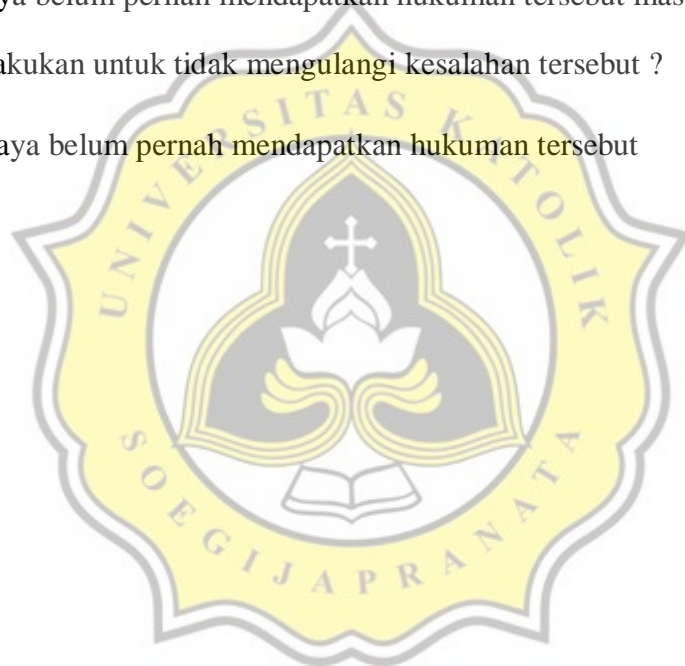 ya belum pernah mendapatkan hukuman tersebut mas
akukan untuk tidak mengulangi kesalahan tersebut ?
aya belum pernah mendapatkan hukuman tersebut
UNIVERSITAS KATOLIK
SOEGIJAPRANATA